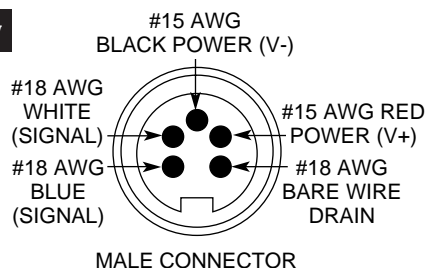 #15 AWG
BLACK POWER (V-)
#18 AWG
WHITE
(SIGNAL)
#15 AWG RED
POWER (V+)
#18 AWG
BLUE
(SIGNAL)
#18 AWG
BARE WIRE
DRAIN
MALE CONNECTOR